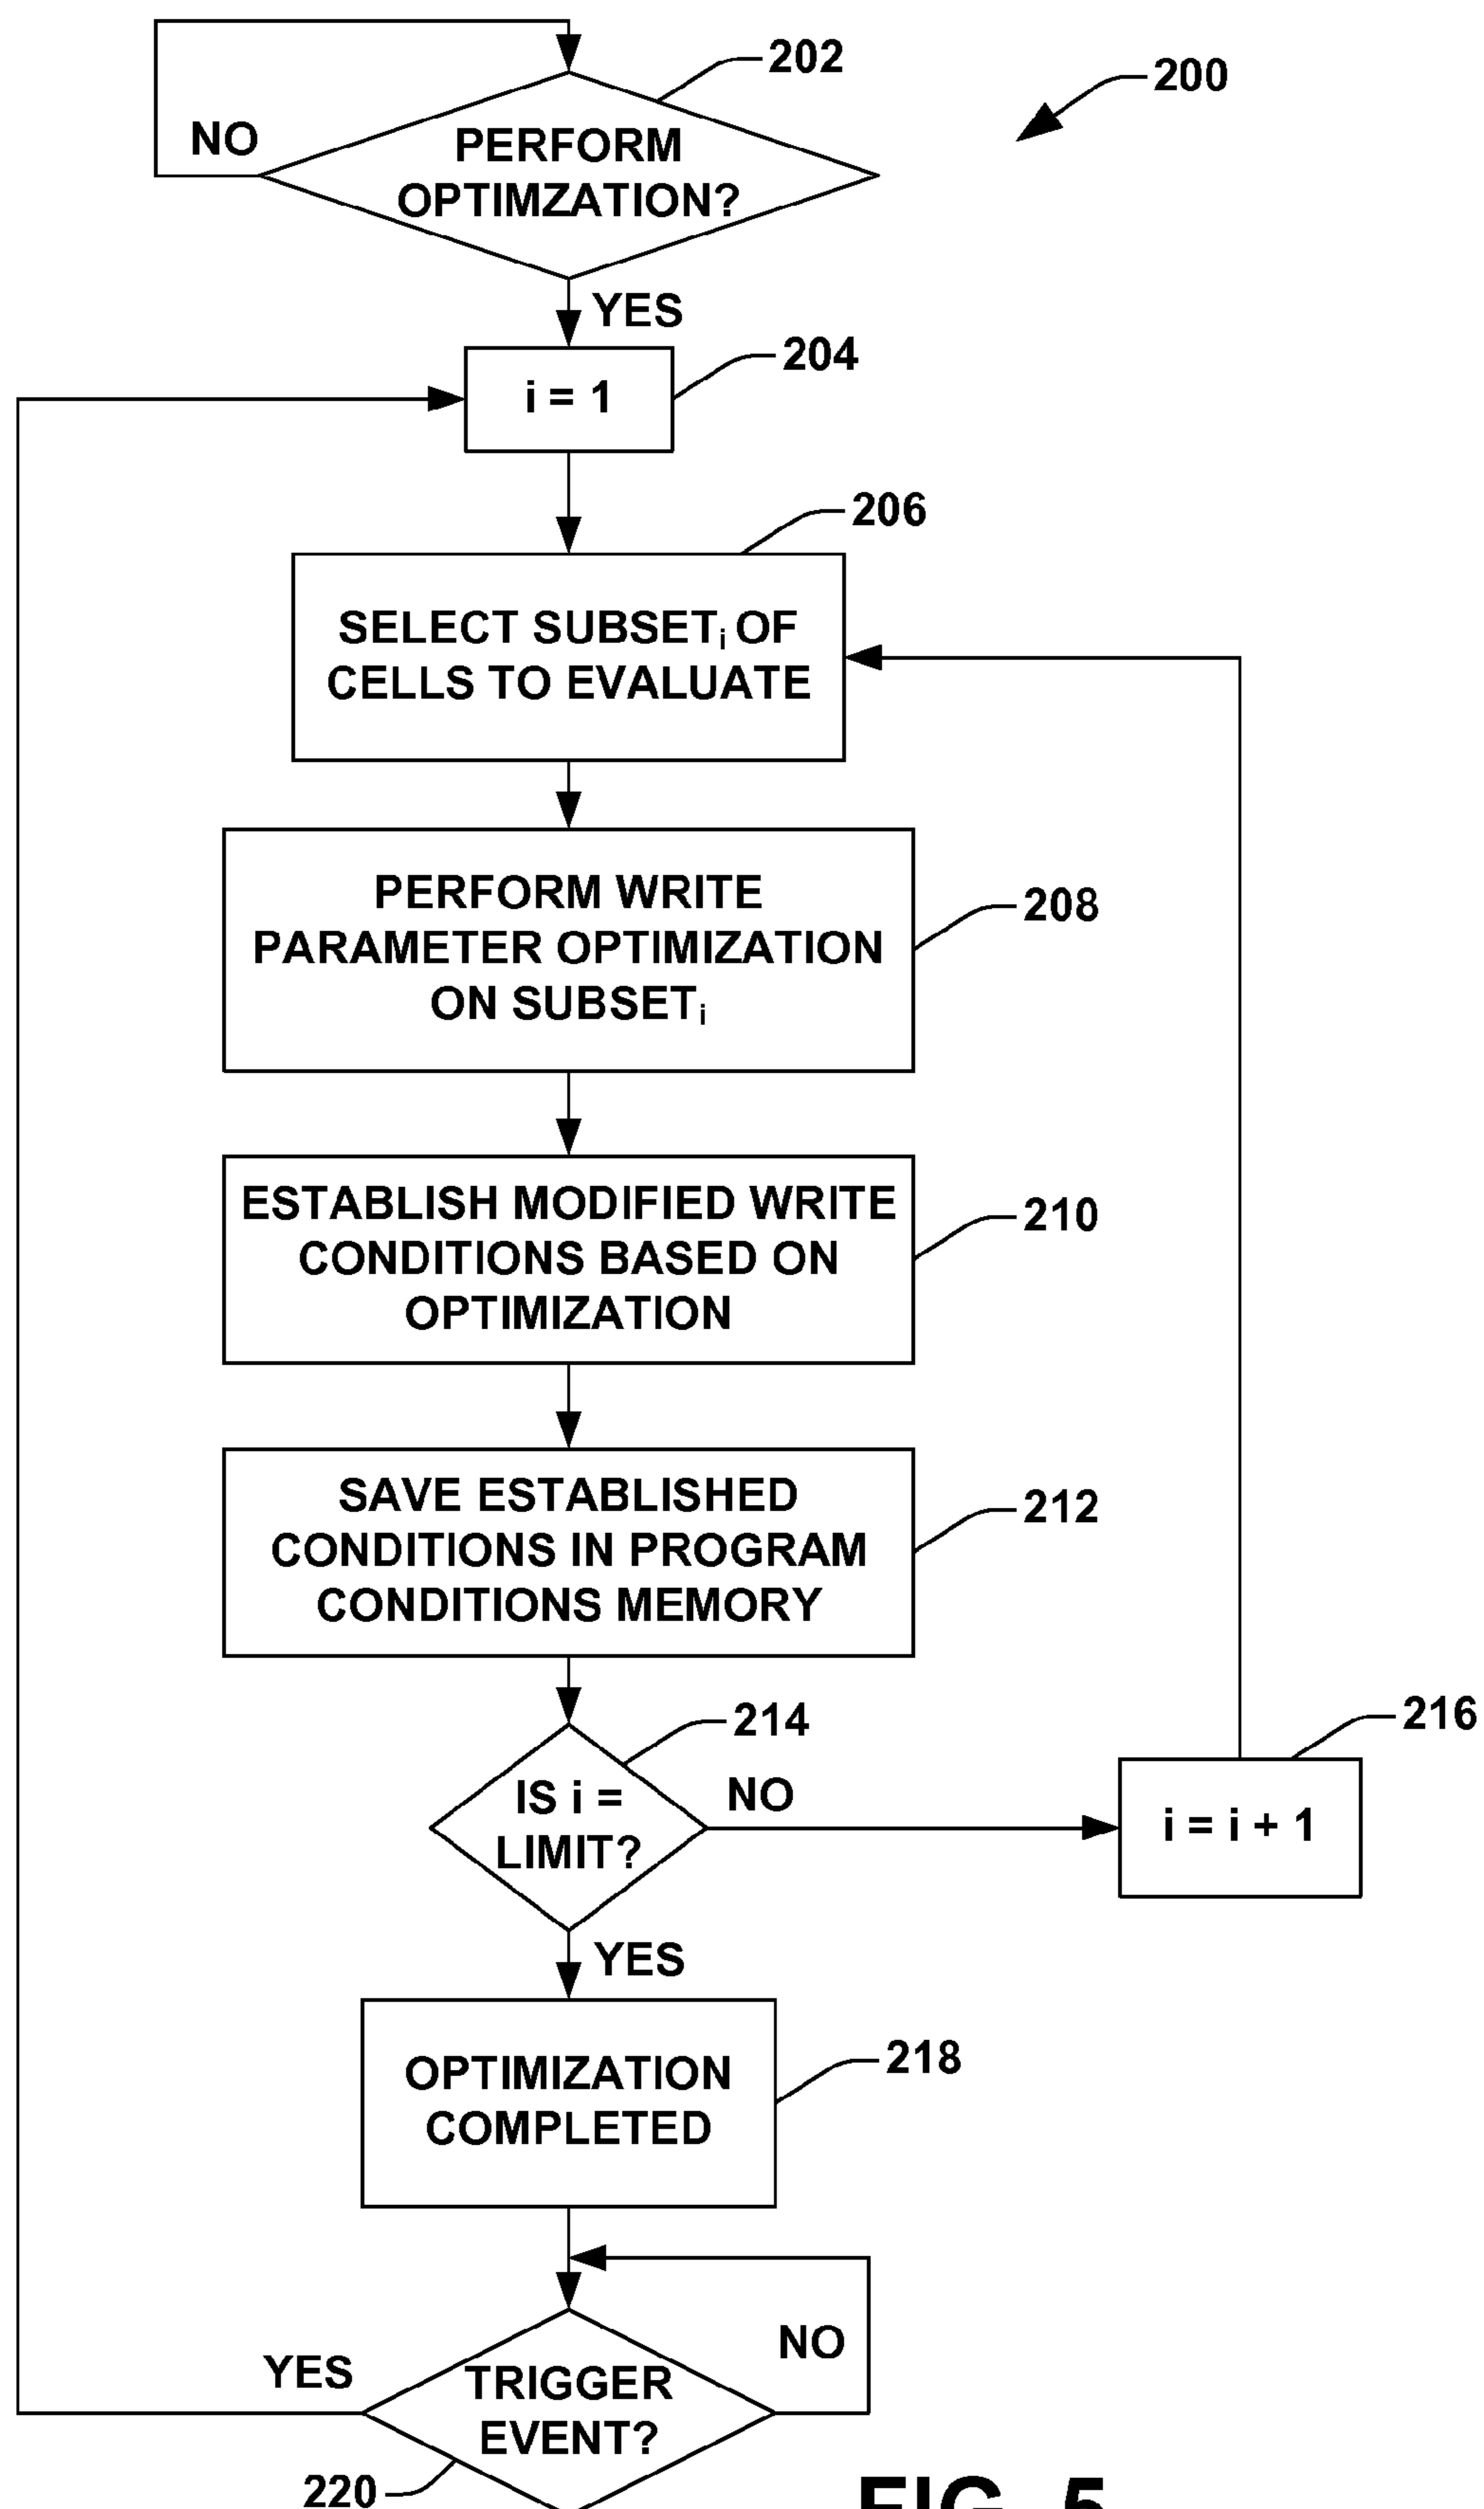 202
200
NO
PERFORM
OPTIMZATION?
YES
204
i = 1
206
SELECT SUBSETi OF
CELLS TO EVALUATE
PERFORM WRITE
PARAMETER OPTIMIZATION
ON SUBSETi
208
ESTABLISH MODIFIED WRITE
CONDITIONS BASED ON
OPTIMIZATION
210
SAVE ESTABLISHED
CONDITIONS IN PROGRAM
CONDITIONS MEMORY
212
214
216
IS i =
LIMIT?
NO
i = i + 1
YES
OPTIMIZATION
COMPLETED
218
NO
YES
TRIGGER
EVENT?
220
FIG. 5